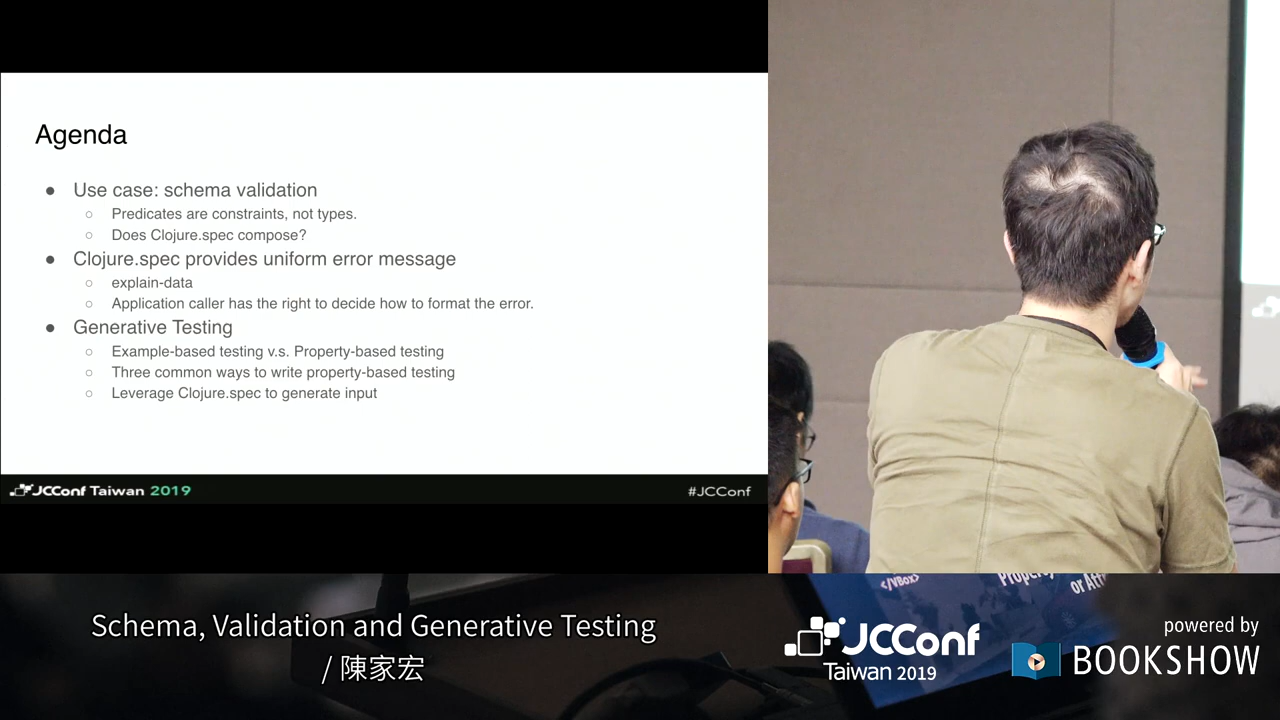 Agenda
● Use case: schema validation
○ Predicates are constraints, not types.
○ Does Clojure.spec compose?
● Clojure.spec provides uniform error message
○ explain-data
○ Application caller has the right to decide how to format the error.
● Generative Testing
○ Example-based testing v.s. Property-based testing
○ Three common ways to write property-based testing
○ Leverage Clojure.spec to generate input
JCConf Taiwan 2019
#JCConf
</VBox>
Schema, Validation and Generative Testing
/ 陳家宏
JCConf
Taiwan 2019
powered by
BOOKSHOW